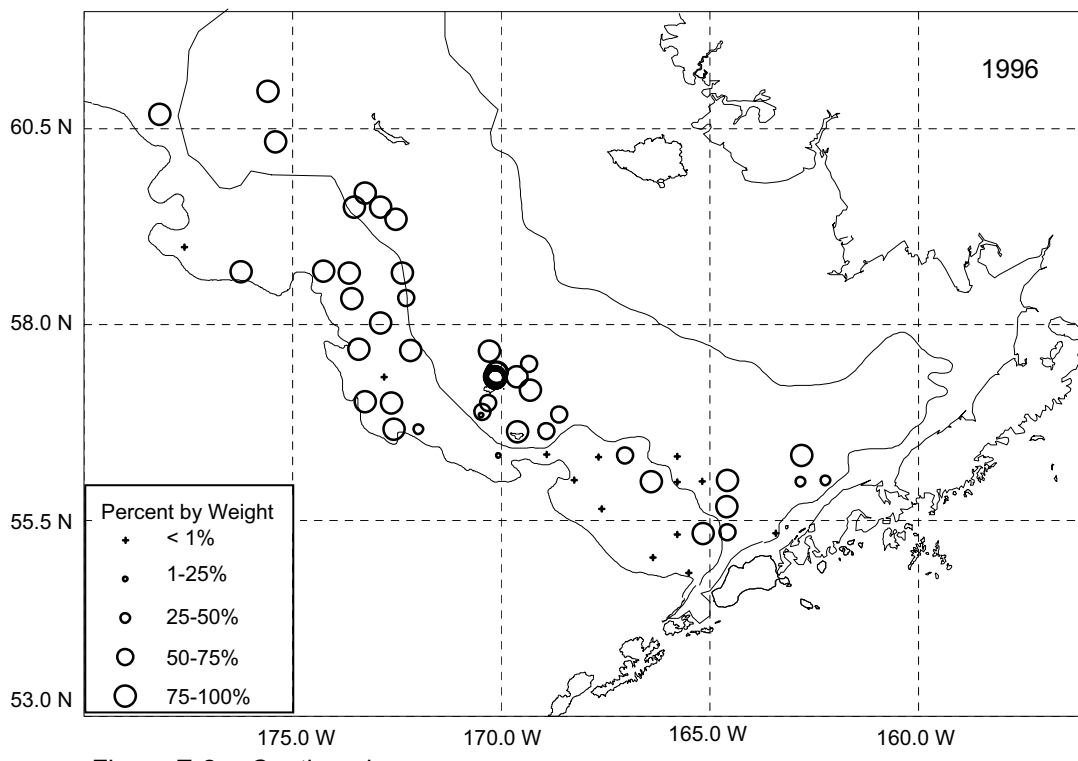 1996
60.5 N
58.0 N
55.5 N
53.0 N
Percent by Weight
< 1%
1-25%
25-50%
50-75%
75-100%
175.0 W
170.0 W
165.0 W
160.0 W